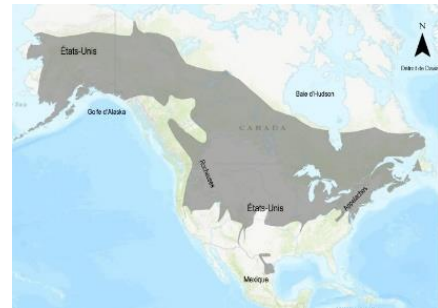 N
États-Unis
Golfe d'Alaska
Baie d'Hudson
CANADA
Rocheuses
États-Unis
Appalaches
Mexique